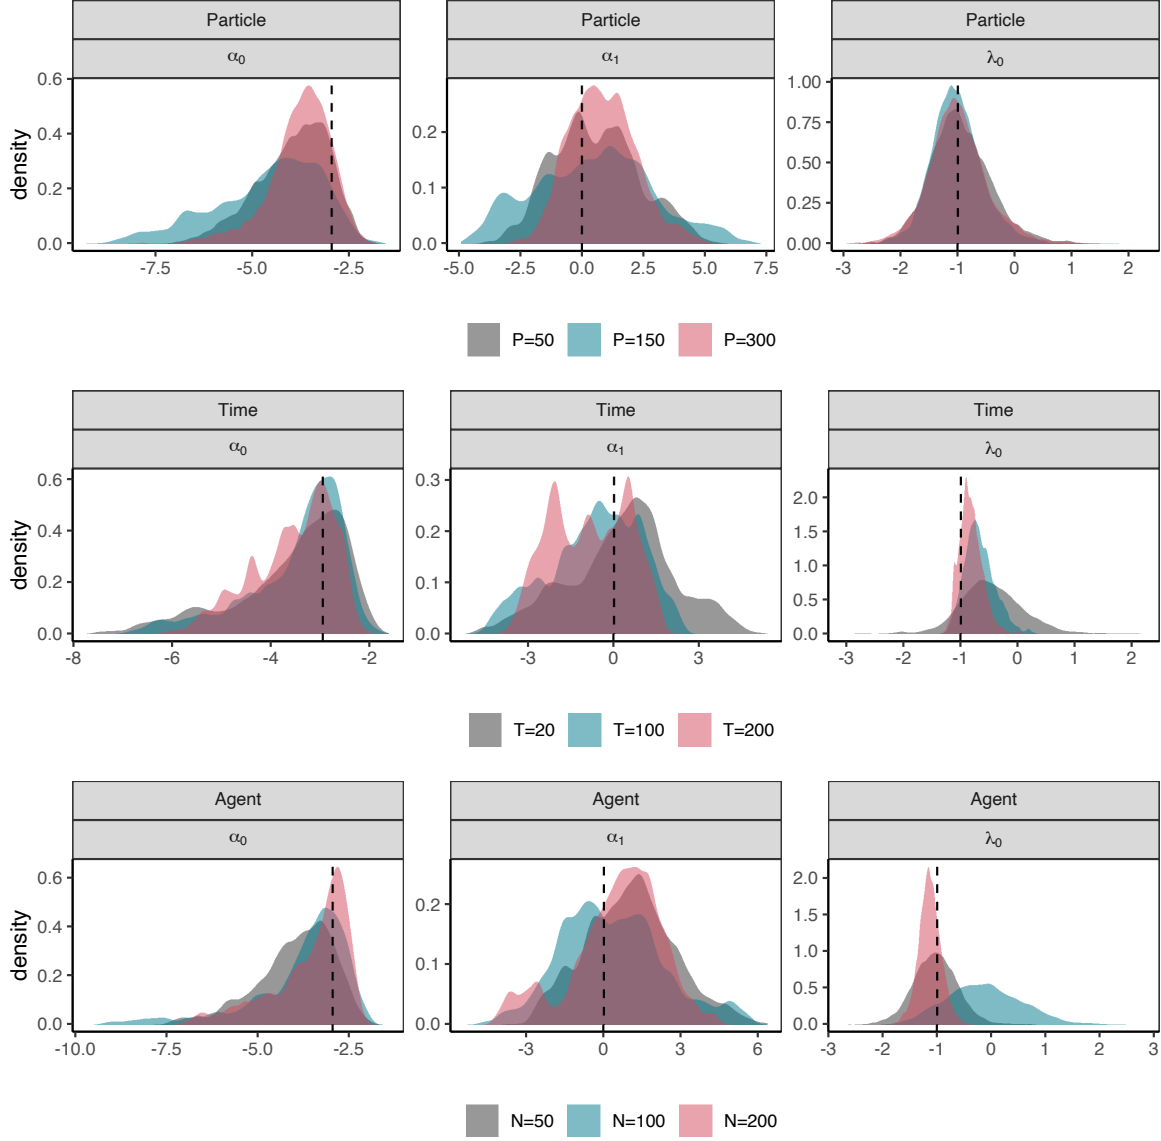 Particle Particle Particle
α0 α1 λ0
density
0.6 0.4 0.2 0.0
0.2 0.1 0.0
1.00 0.75 0.50 0.25 0.00
-7.5 -5.0 -2.5
-5.0 -2.5 0.0 2.5 5.0 7.5
-3 -2 -1 0 1 2
P=50 P=150 P=300
Time Time Time
α0 α1 λ0
density
0.6 0.4 0.2 0.0
0.3 0.2 0.1 0.0
2.0 1.5 1.0 0.5 0.0
-8 -6 -4 -2
-3 0 3
-3 -2 -1 0 1 2
T=20 T=100 T=200
Agent Agent Agent
α0 α1 λ0
density
0.6 0.4 0.2 0.0
0.2 0.1 0.0
2.0 1.5 1.0 0.5 0.0
-10.0 -7.5 -5.0 -2.5
-3 0 3 6
-3 -2 -1 0 1 2 3
N=50 N=100 N=200